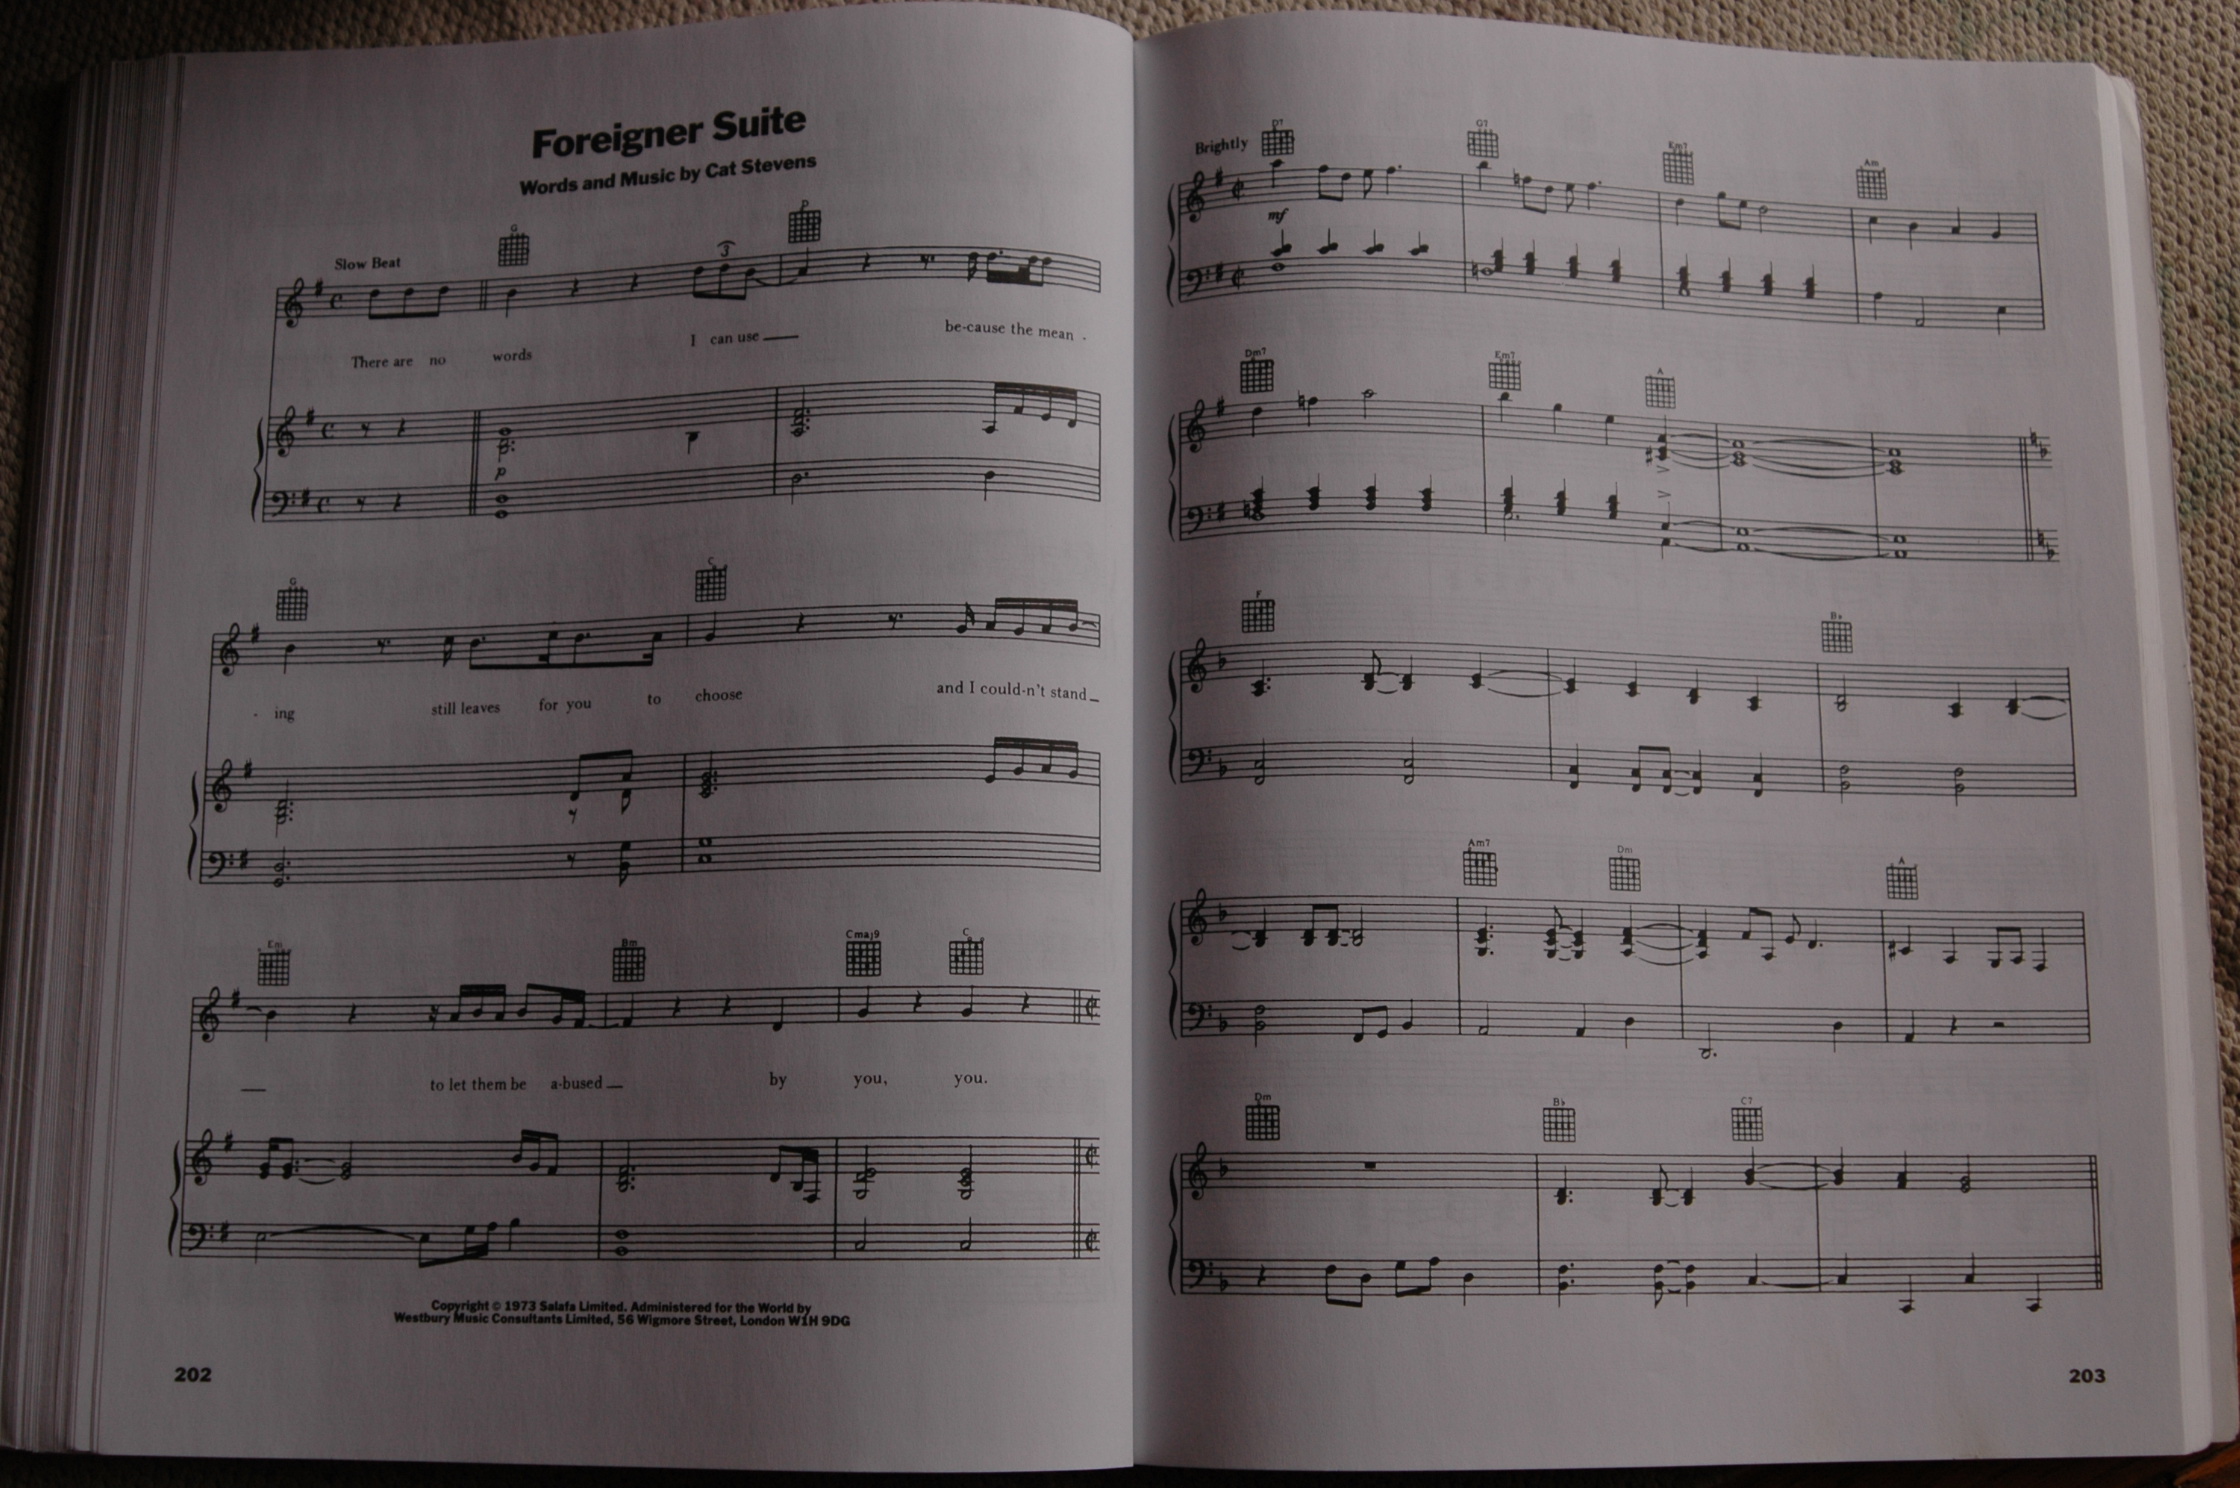 Foreigner Suite
Words and Music by Cat Stevens
G D
Slow Beat
3
There are no words I can use be-cause the mean -
p
G C
- ing still leaves for you to choose and I could-n't stand
Em Bm Cmaj9 C
to let them be a-bused by you, you.
Copyright © 1973 Salafa Limited. Administered for the World by
Westbury Music Consultants Limited, 56 Wigmore Street, London W1H 9DG
202
D7 G7 Em7 Am
Brightly
mf
Dm7 Em7 A
F B♭
Am7 Dm A
Dm B♭ C7
203